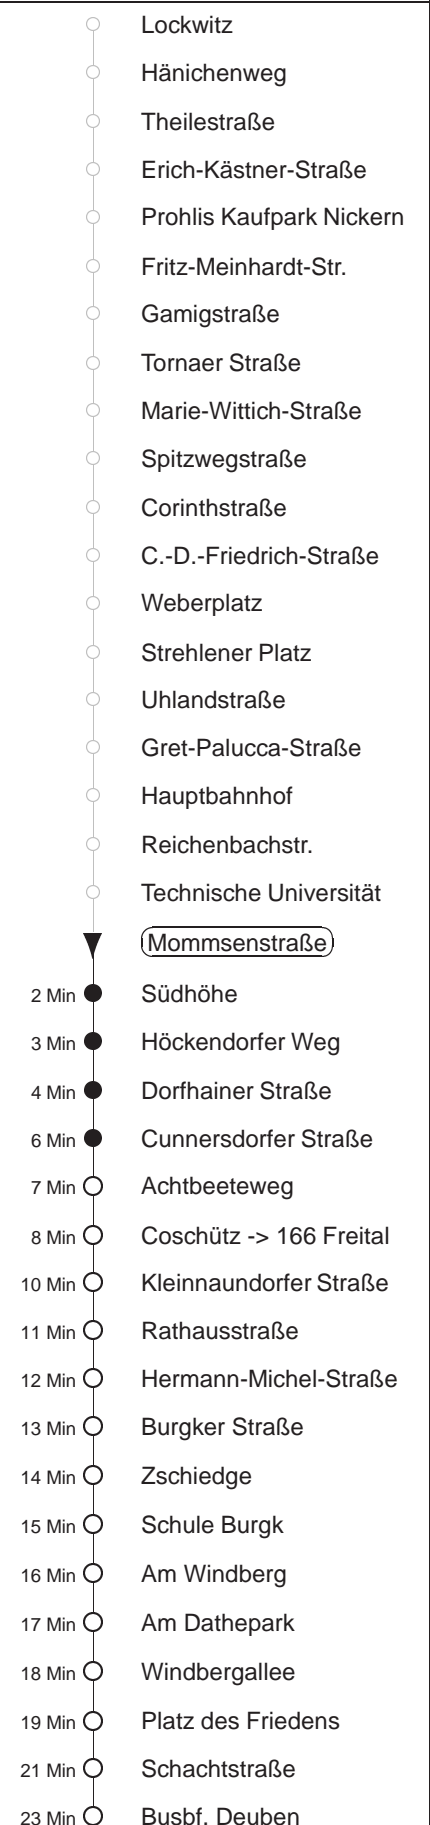 Lockwitz
Hänichenweg
Theilestraße
Erich-Kästner-Straße
Prohlis Kaufpark Nickern
Fritz-Meinhardt-Str.
Gamigstraße
Tornaer Straße
Marie-Wittich-Straße
Spitzwegstraße
Corinthstraße
C.-D.-Friedrich-Straße
Weberplatz
Strehlener Platz
Uhlandstraße
Gret-Palucca-Straße
Hauptbahnhof
Reichenbachstr.
Technische Universität
Mommsenstraße
2 Min Südhöhe
3 Min Höckendorfer Weg
4 Min Dorfhainer Straße
6 Min Cunnersdorfer Straße
7 Min Achtbeeteweg
8 Min Coschütz -> 166 Freital
10 Min Kleinnaundorfer Straße
11 Min Rathausstraße
12 Min Hermann-Michel-Straße
13 Min Burgker Straße
14 Min Zschiedge
15 Min Schule Burgk
16 Min Am Windberg
17 Min Am Dathepark
18 Min Windbergallee
19 Min Platz des Friedens
21 Min Schachtstraße
23 Min Busbf. Deuben